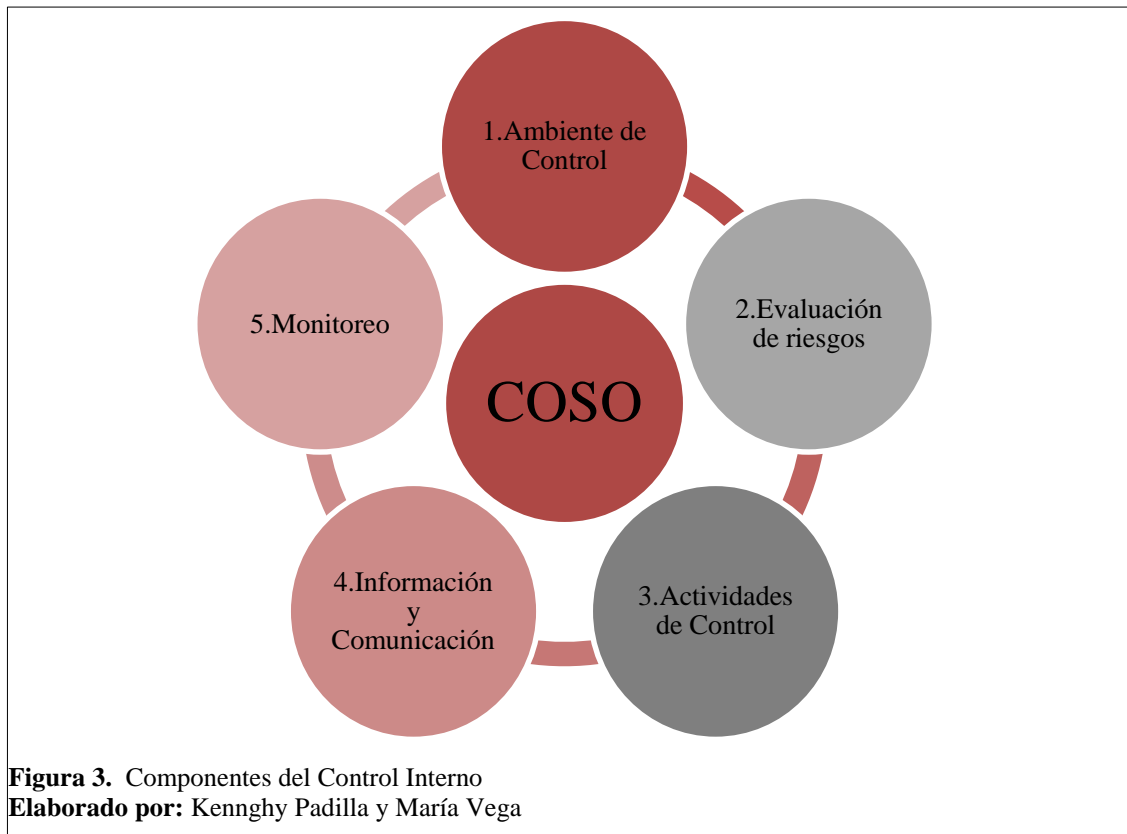 1.Ambiente de
Control
2.Evaluación
de riesgos
3.Actividades
de Control
4.Información
y
Comunicación
5.Monitoreo
COSO
Figura 3. Componentes del Control Interno
Elaborado por: Kennghy Padilla y María Vega